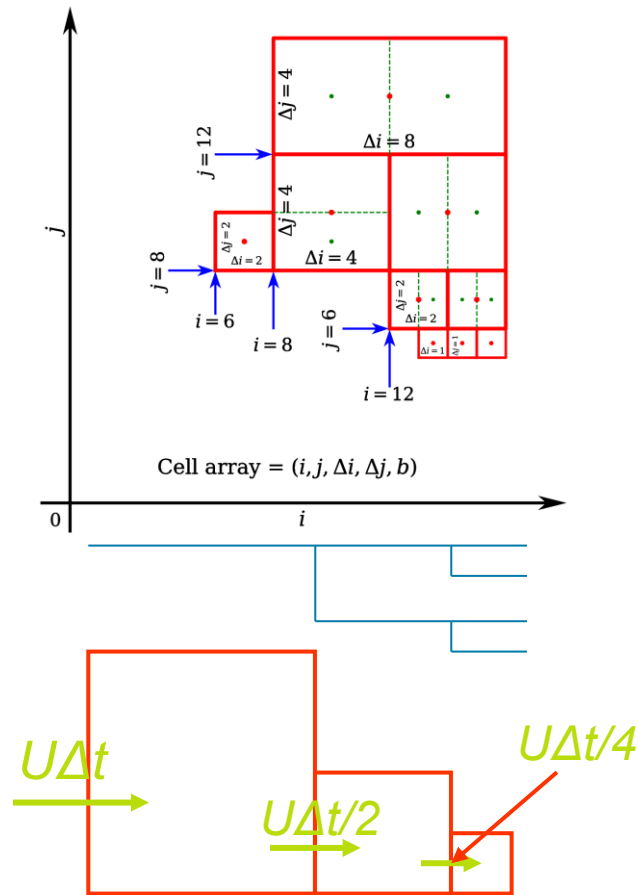 Δj = 4
Δi = 8
j = 12
Δj = 4
j
Δj = 2
Δi = 2
Δi = 4
j = 8
i = 6
i = 8
j = 6
Δj = 2
Δi = 2
Δi = 1
Δj = 1
i = 12
Cell array = (i, j, Δi, Δj, b)
0
i
UΔt
UΔt/2
UΔt/4